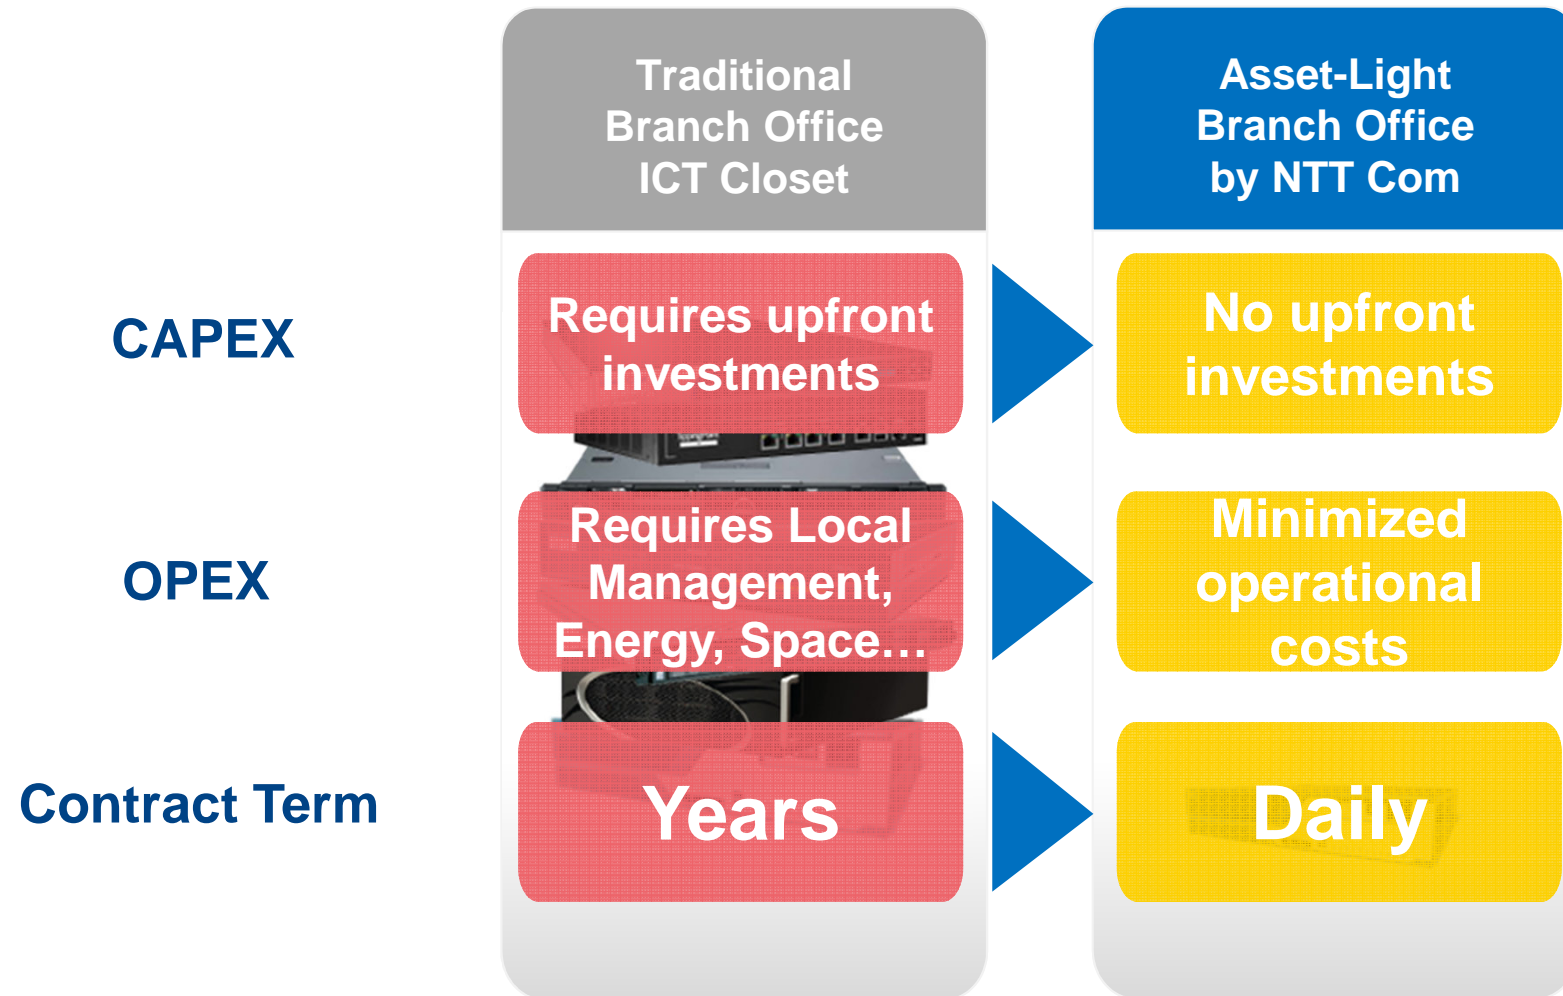 Traditional
Branch Office
ICT Closet
Asset-Light
Branch Office
by NTT Com
CAPEX
Requires upfront
investments
No upfront
investments
OPEX
Requires Local
Management,
Energy, Space…
Minimized
operational
costs
Contract Term
Years
Daily